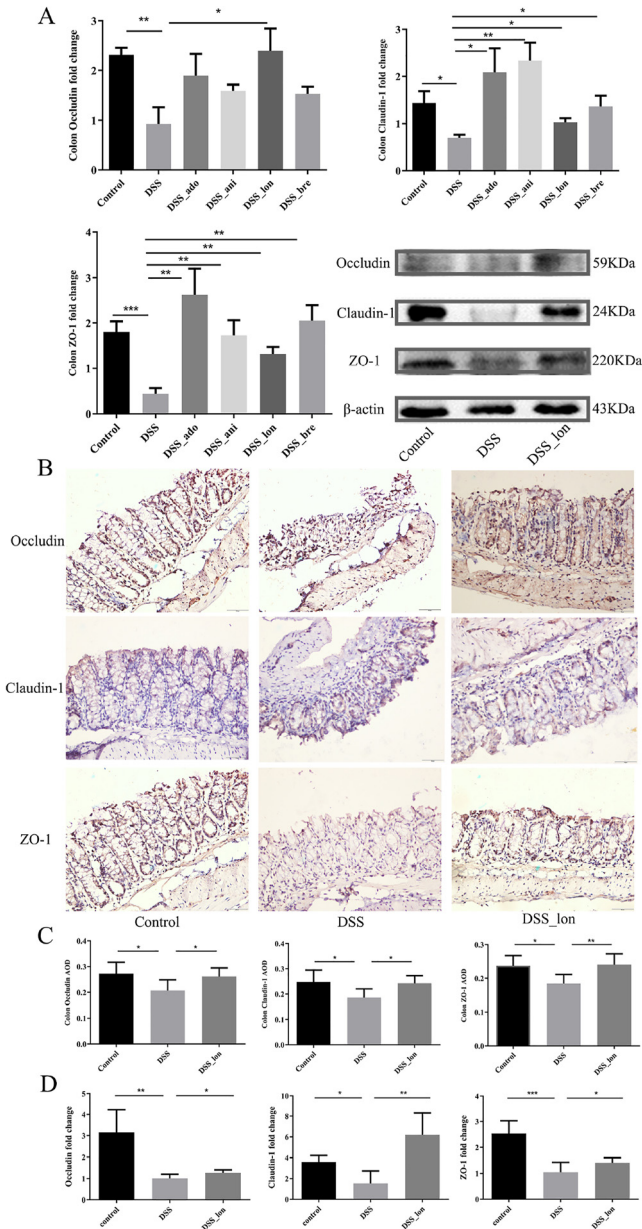 A
Colon Occludin fold change
3
2
1
0
**
*
Control
DSS
DSS_ado
DSS_ani
DSS_lon
DSS_bre
Colon Claudin-1 fold change
3
2
1
0
*
*
**
*
*
Control
DSS
DSS_ado
DSS_ani
DSS_lon
DSS_bre
Colon ZO-1 fold change
4
3
2
1
0
**
**
**
**
***
Control
DSS
DSS_ado
DSS_ani
DSS_lon
DSS_bre
Occludin 59KDa
Claudin-1 24KDa
ZO-1 220KDa
β-actin 43KDa
Control DSS DSS_lon
B
Occludin
Claudin-1
ZO-1
Control DSS DSS_lon
C
Colon Occludin AOD
0.4
0.3
0.2
0.1
0.0
* *
Control
DSS
DSS_lon
Colon Claudin-1 AOD
0.4
0.3
0.2
0.1
0.0
* *
Control
DSS
DSS_lon
Colon ZO-1 AOD
0.3
0.2
0.1
0.0
* **
Control
DSS
DSS_lon
D
Occludin fold change
5
4
3
2
1
0
** *
Control
DSS
DSS_lon
Claudin-1 fold change
10
8
6
4
2
0
* **
Control
DSS
DSS_lon
ZO-1 fold change
4
3
2
1
0
*** *
Control
DSS
DSS_lon